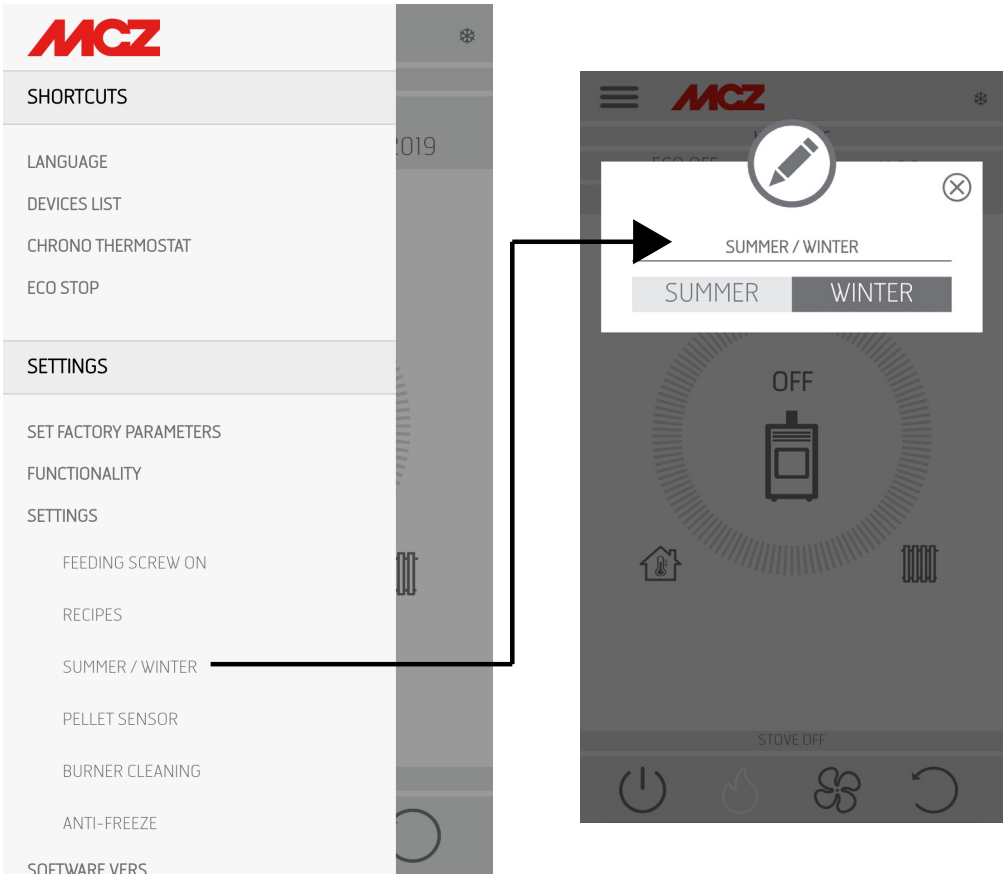 MCZ
SHORTCUTS
LANGUAGE
DEVICES LIST
CHRONO THERMOSTAT
ECO STOP
SETTINGS
SET FACTORY PARAMETERS
FUNCTIONALITY
SETTINGS
FEEDING SCREW ON
RECIPES
SUMMER / WINTER
PELLET SENSOR
BURNER CLEANING
ANTI-FREEZE
SOFTWARE VERS
2019
MCZ
SUMMER / WINTER
SUMMER WINTER
OFF
STOVE OFF